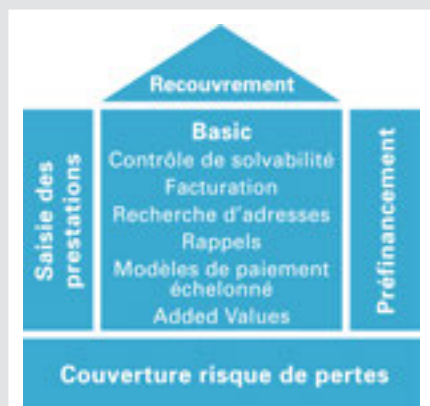 Recouvrement
Saisie des
prestations
Basic
Contrôle de solvabilité
Facturation
Recherche d'adresses
Rappels
Modèles de paiement
échelonné
Added Values
Préfinancement
Couverture risque de pertes